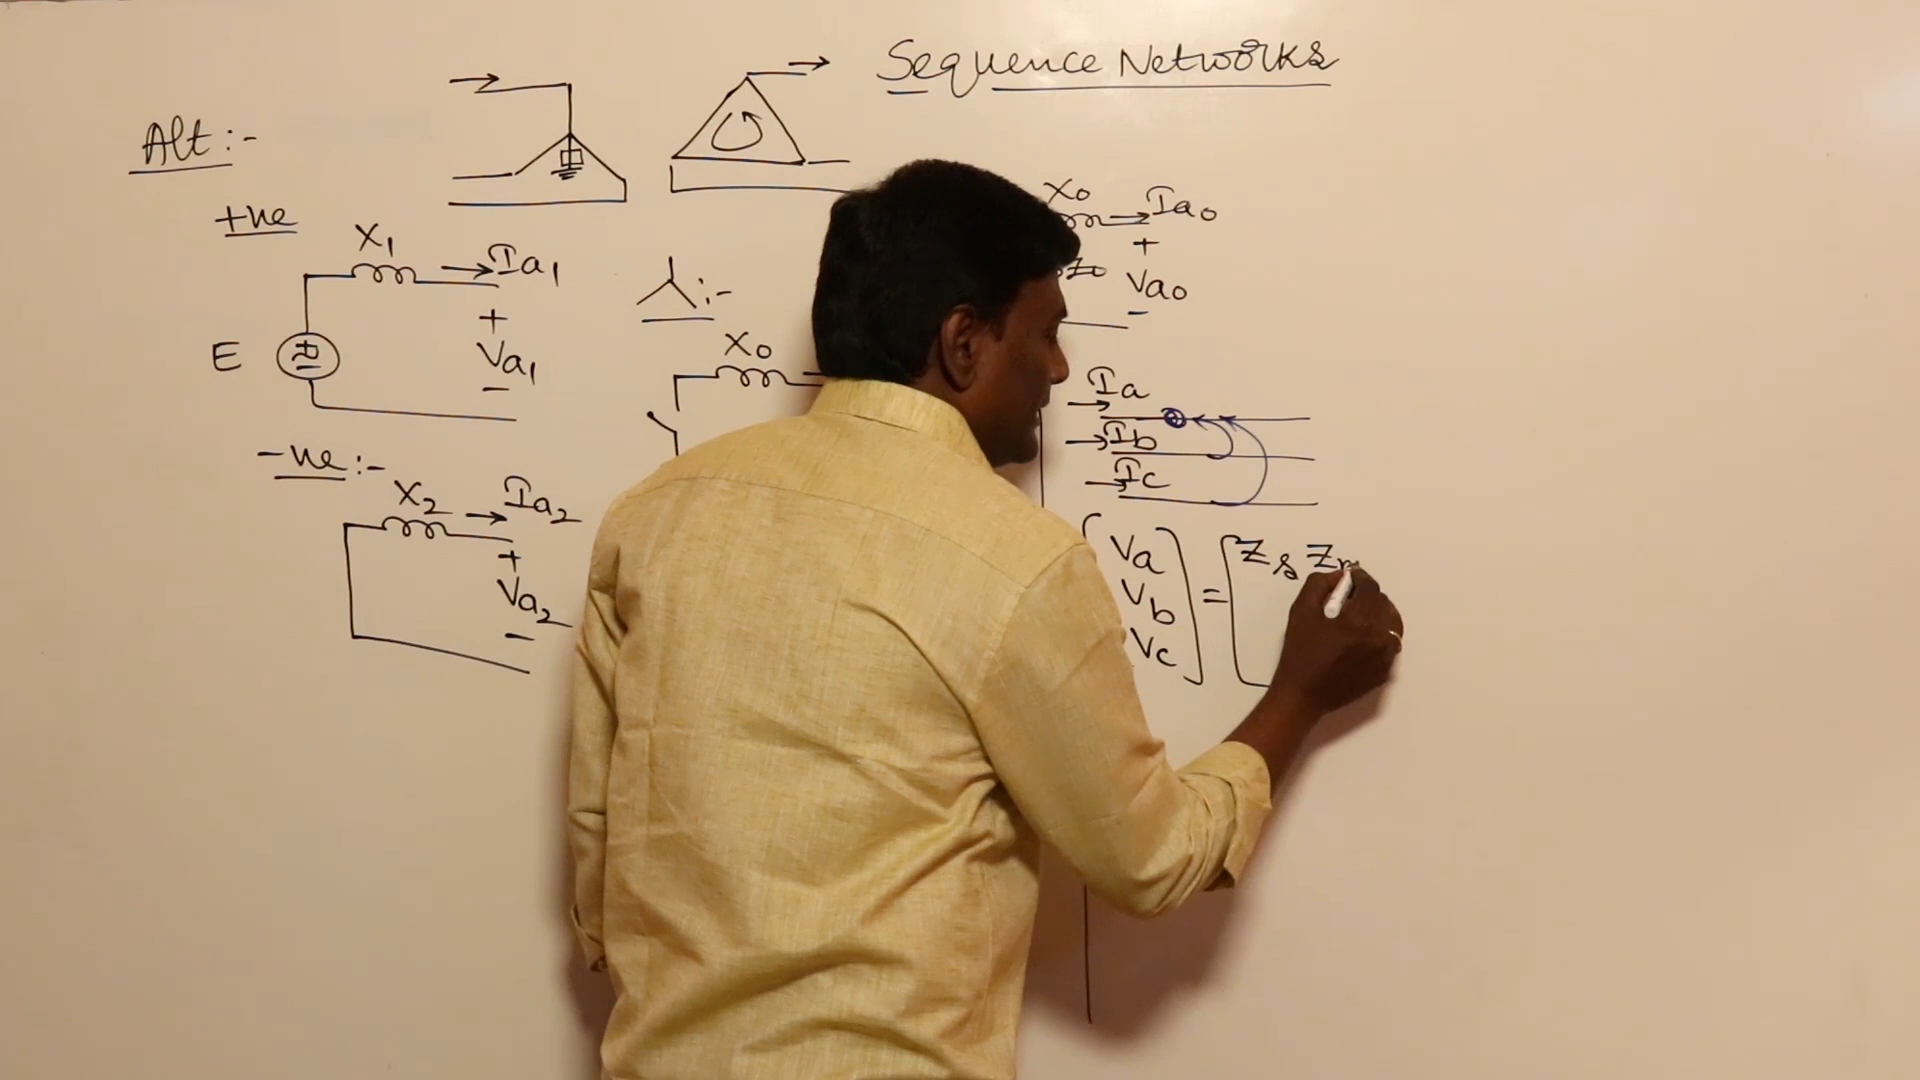 Sequence Networks
Alt :-
+ve
X1
Ia1
E
+
Va1
-
-ve :-
X2
Ia2
+
Va2
-
:-
X0
X0
Ia0
+
Va0
-
Ia
Ib
Ic
Va
Vb
Vc
= Zs